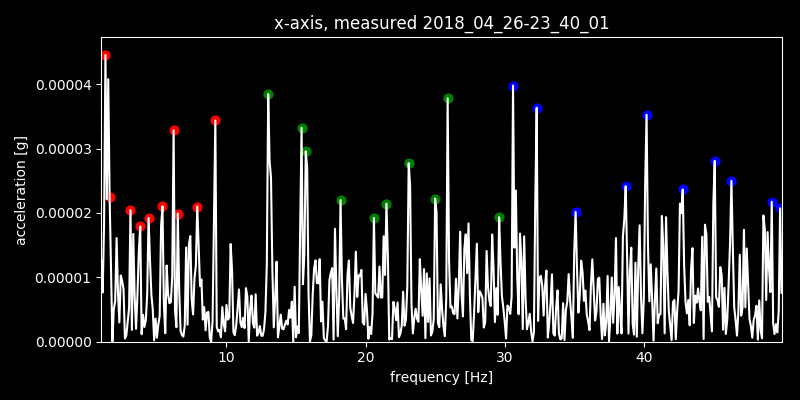 x-axis, measured 2018_04_26-23_40_01
acceleration [g]
0.00004
0.00003
0.00002
0.00001
0.00000
10 20 30 40
frequency [Hz]